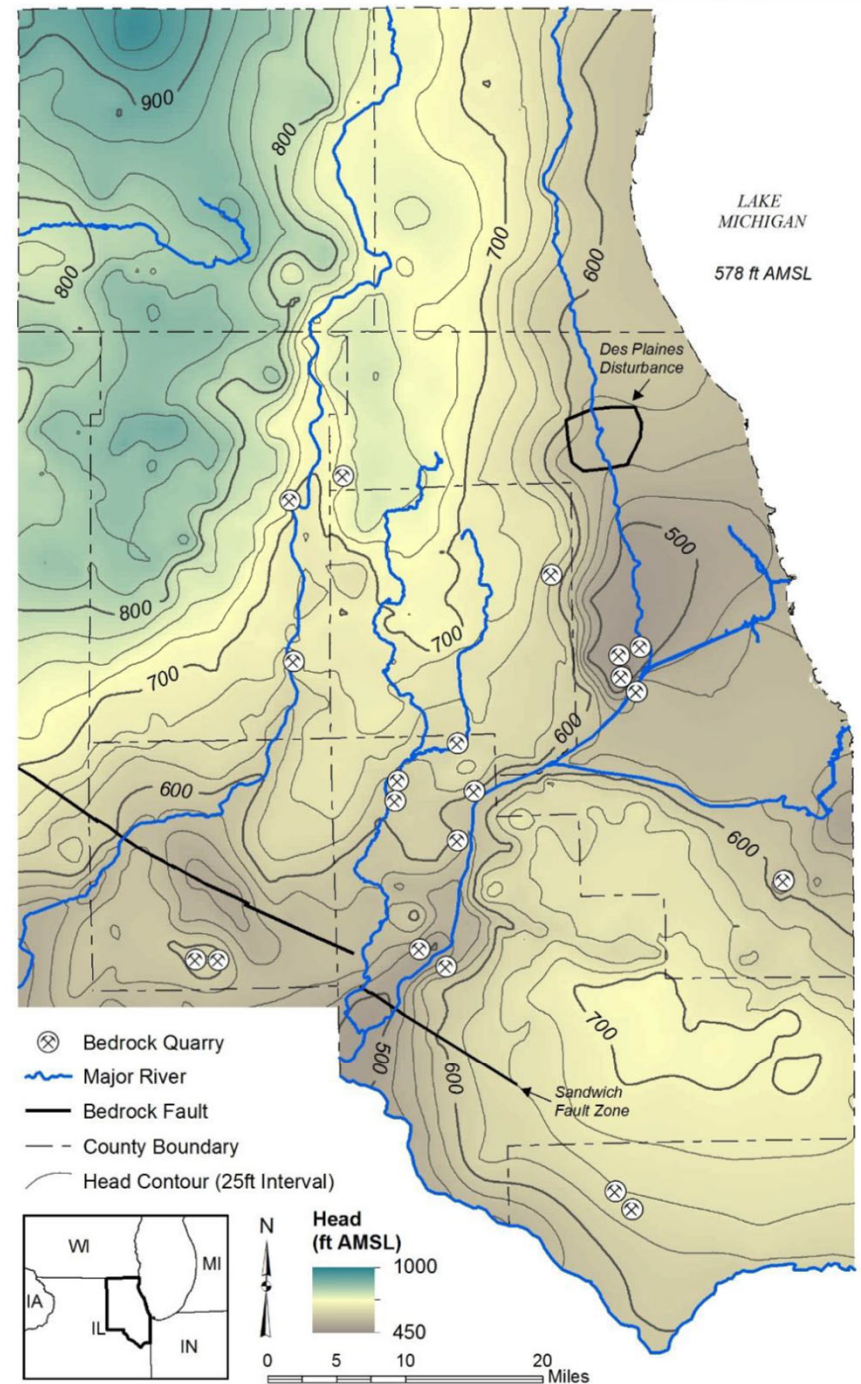 900
800
700
600
LAKE
MICHIGAN
578 ft AMSL
800
Des Plaines
Disturbance
500
800
700
700
600
600
600
700
500
600
Sandwich
Fault Zone
Bedrock Quarry
Major River
Bedrock Fault
County Boundary
Head Contour (25ft Interval)
WI
MI
IA
IL
IN
N
Head
(ft AMSL)
1000
450
0 5 10 20
Miles